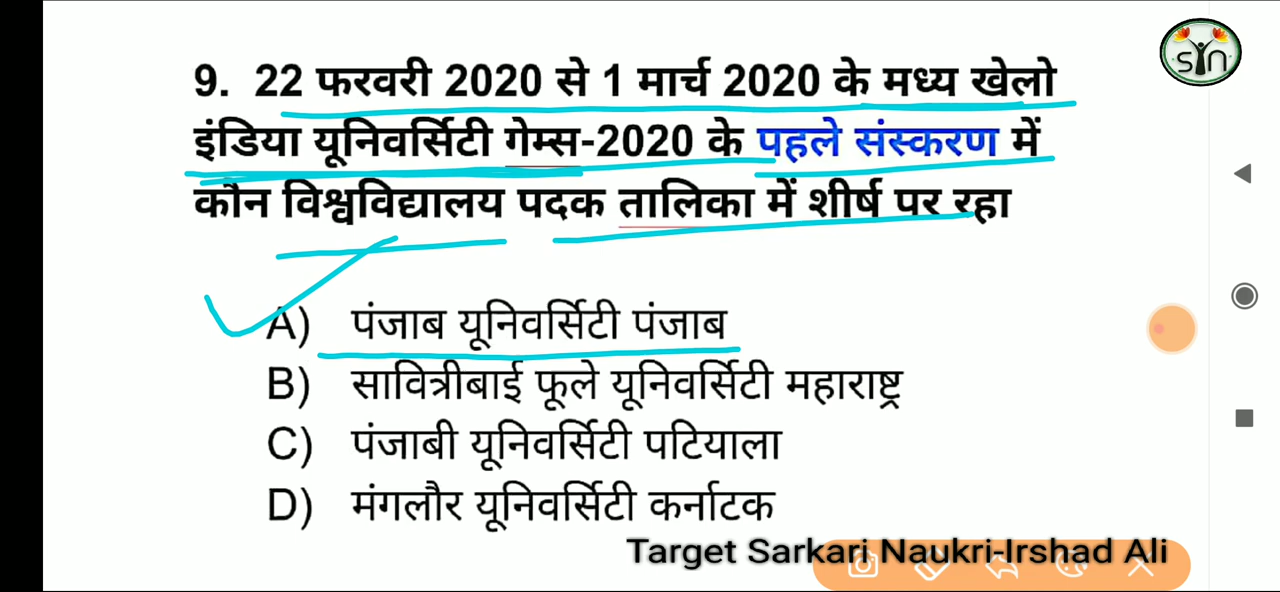 SYN
9. 22 फरवरी 2020 से 1 मार्च 2020 के मध्य खेलो
इंडिया यूनिवर्सिटी गेम्स-2020 के पहले संस्करण में
कौन विश्वविद्यालय पदक तालिका में शीर्ष पर रहा
A) पंजाब यूनिवर्सिटी पंजाब
B) सावित्रीबाई फूले यूनिवर्सिटी महाराष्ट्र
C) पंजाबी यूनिवर्सिटी पटियाला
D) मंगलौर यूनिवर्सिटी कर्नाटक
Target Sarkari Naukri-Irshad Ali